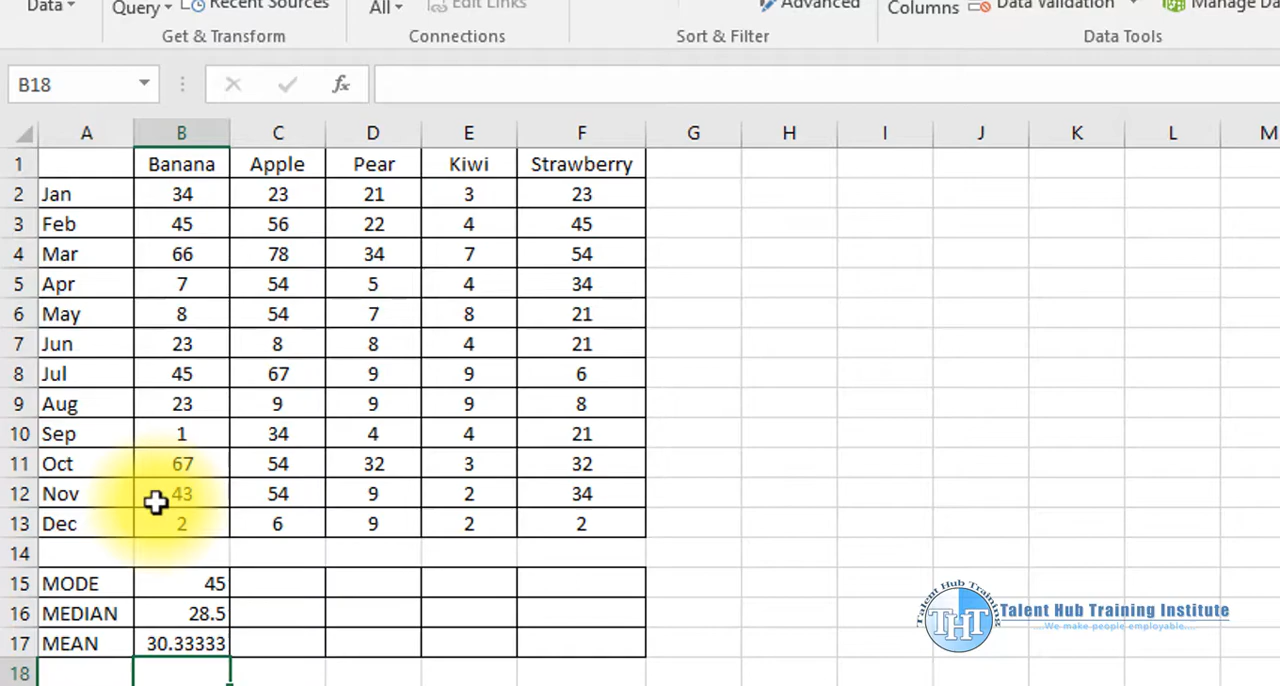 Data Query Recent Sources All Edit Links Advanced Columns Data Validation Manage Da
Get & Transform Connections Sort & Filter Data Tools
B18 fx
A B C D E F G H I J K L M
1 Banana Apple Pear Kiwi Strawberry
2 Jan 34 23 21 3 23
3 Feb 45 56 22 4 45
4 Mar 66 78 34 7 54
5 Apr 7 54 5 4 34
6 May 8 54 7 8 21
7 Jun 23 8 8 4 21
8 Jul 45 67 9 9 6
9 Aug 23 9 9 9 8
10 Sep 1 34 4 4 21
11 Oct 67 54 32 3 32
12 Nov 43 54 9 2 34
13 Dec 2 6 9 2 2
14
15 MODE 45
16 MEDIAN 28.5
17 MEAN 30.33333
18
Talent Hub Training
THT
Talent Hub Training Institute
....We make people employable....